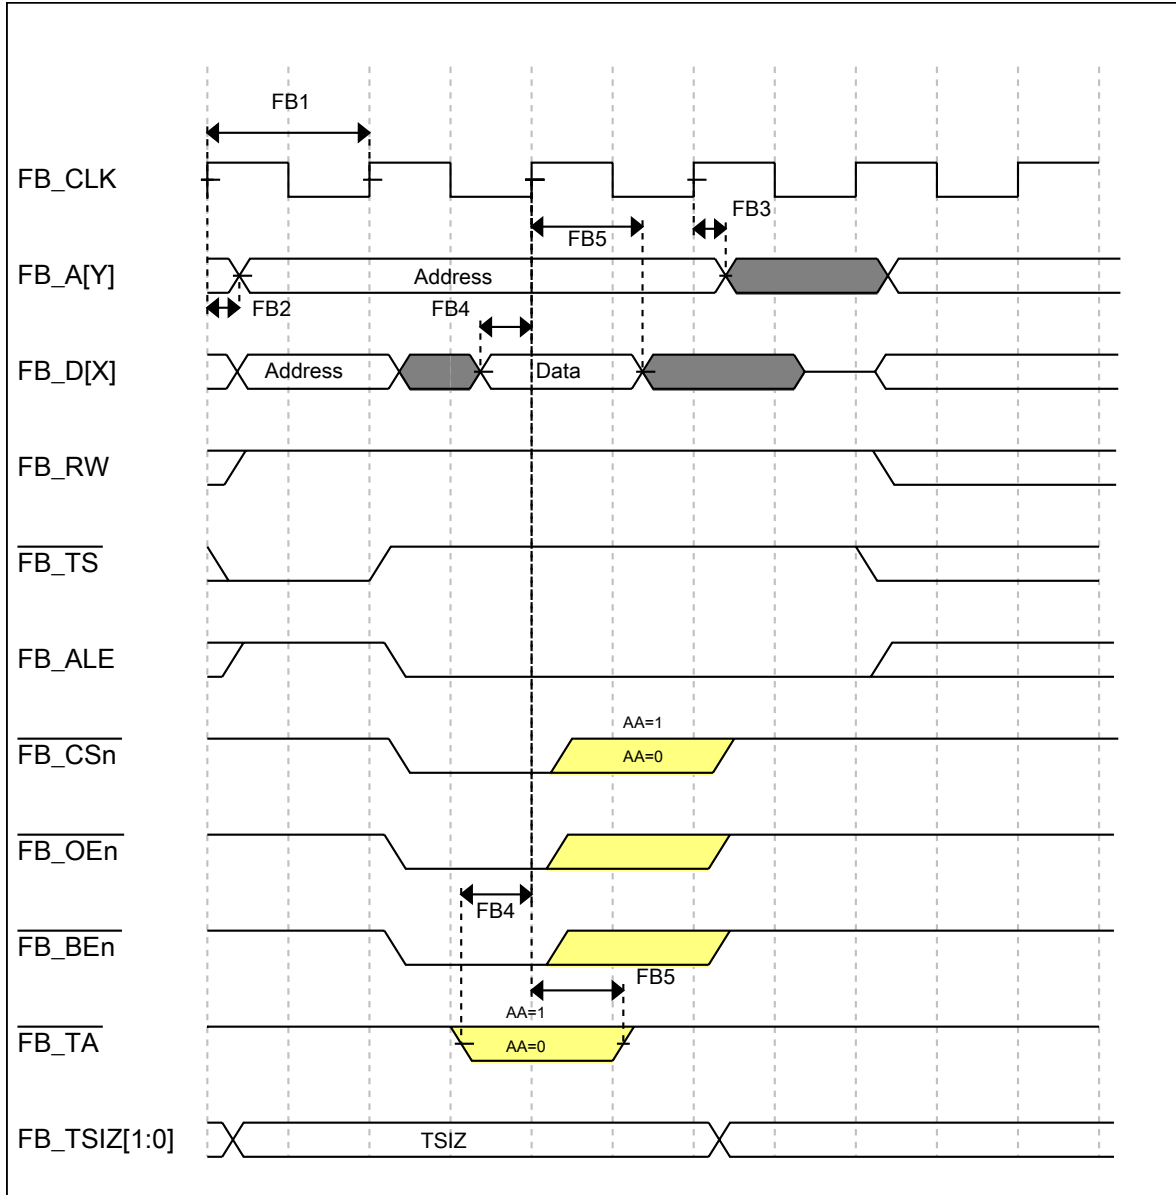 FB1
FB_CLK
FB3
FB5
FB_A[Y]
Address
FB2
FB4
FB_D[X]
Address
Data
FB_RW
FB_TS
FB_ALE
AA=1
FB_CSn
AA=0
FB_OEn
FB4
FB_BEn
FB5
AA=1
FB_TA
AA=0
FB_TSIZ[1:0]
TSIZ